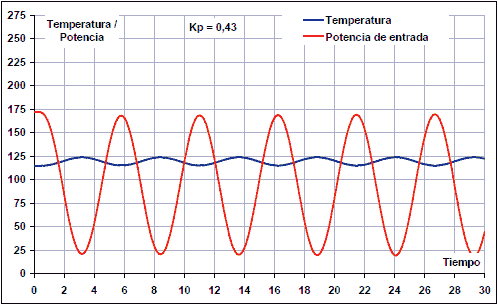 Temperatura /
Potencia
Kp = 0,43
Temperatura
Potencia de entrada
275
250
225
200
175
150
125
100
75
50
25
0
Tiempo
0 2 4 6 8 10 12 14 16 18 20 22 24 26 28 30